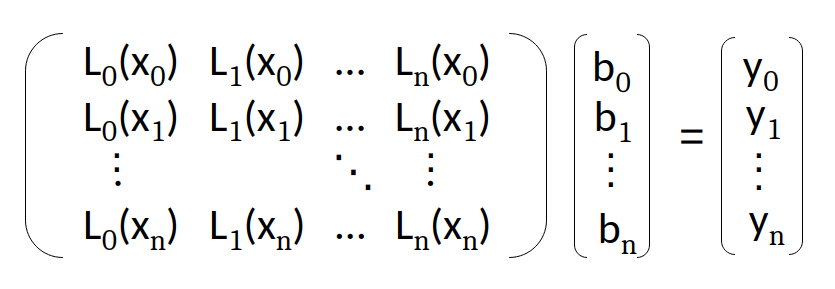 L₀(x₀) L₁(x₀) ... Lₙ(x₀) b₀ y₀
L₀(x₁) L₁(x₁) ... Lₙ(x₁) b₁ = y₁
⋮ ⋱ ⋮ ⋮ ⋮
L₀(xₙ) L₁(xₙ) ... Lₙ(xₙ) bₙ yₙ